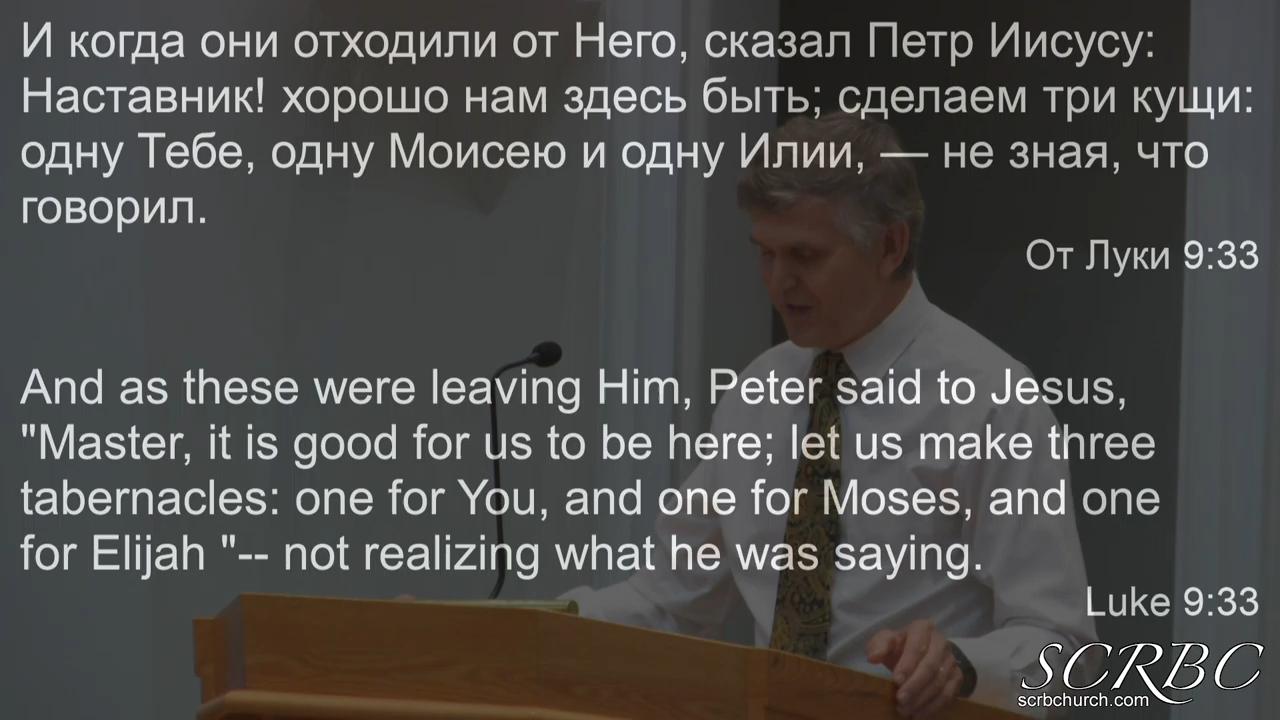 И когда они отходили от Него, сказал Петр Иисусу:
Наставник! хорошо нам здесь быть; сделаем три кущи:
одну Тебе, одну Моисею и одну Илии, — не зная, что
говорил.
От Луки 9:33
And as these were leaving Him, Peter said to Jesus,
"Master, it is good for us to be here; let us make three
tabernacles: one for You, and one for Moses, and one
for Elijah "-- not realizing what he was saying.
Luke 9:33
SCRBC
scrbchurch.com